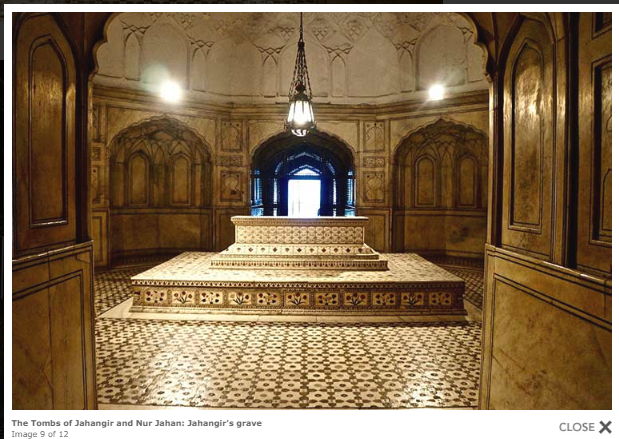 The Tombs of Jahangir and Nur Jahan: Jahangir's grave
Image 9 of 12
CLOSE